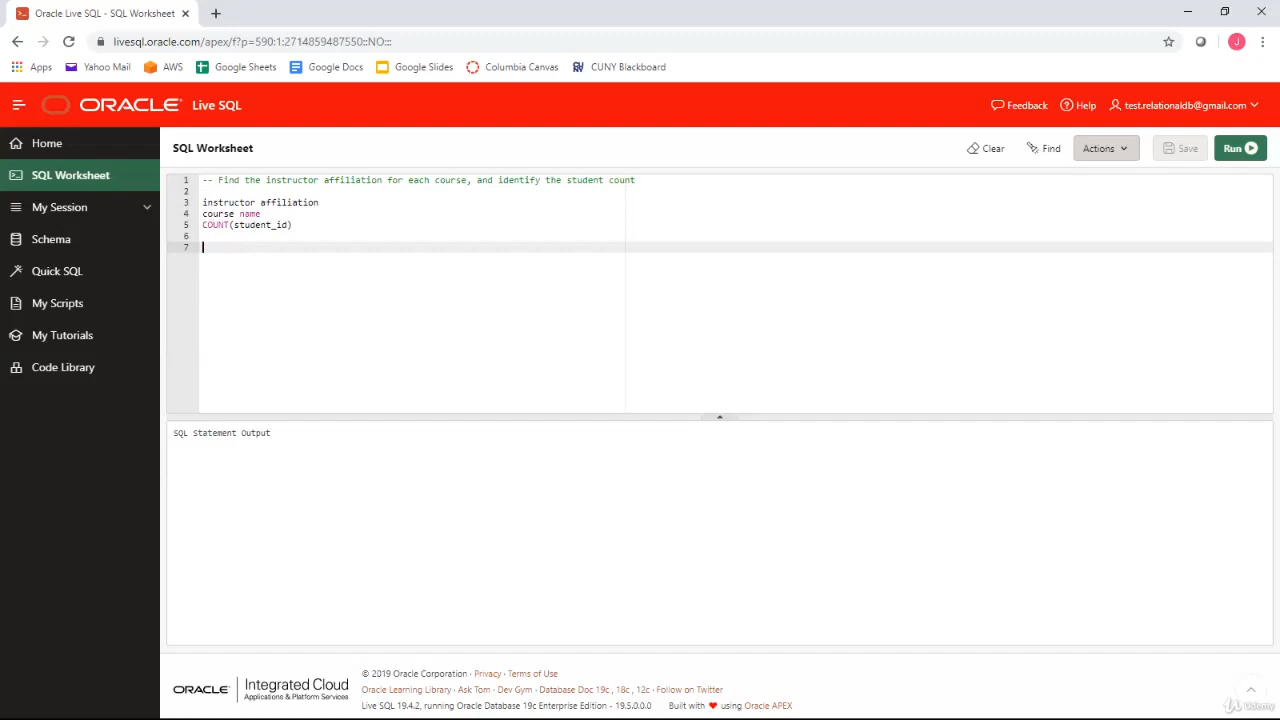 Oracle Live SQL - SQL Worksheet
livesql.oracle.com/apex/f?p=590:1:2714859487550::NO:::
J
Apps
Yahoo Mail
AWS
Google Sheets
Google Docs
Google Slides
Columbia Canvas
CUNY Blackboard
ORACLE Live SQL
Feedback
Help
test.relationaldb@gmail.com
Home
SQL Worksheet
My Session
Schema
Quick SQL
My Scripts
My Tutorials
Code Library
SQL Worksheet
Clear
Find
Actions
Save
Run
1 -- Find the instructor affiliation for each course, and identify the student count
2
3 instructor affiliation
4 course name
5 COUNT(student_id)
6
7
SQL Statement Output
ORACLE Integrated Cloud
Applications & Platform Services
© 2019 Oracle Corporation · Privacy · Terms of Use
Oracle Learning Library · Ask Tom · Dev Gym · Database Doc 19c, 18c, 12c · Follow on Twitter
Live SQL 19.4.2, running Oracle Database 19c Enterprise Edition - 19.5.0.0.0 Built with ❤ using Oracle APEX
Udemy